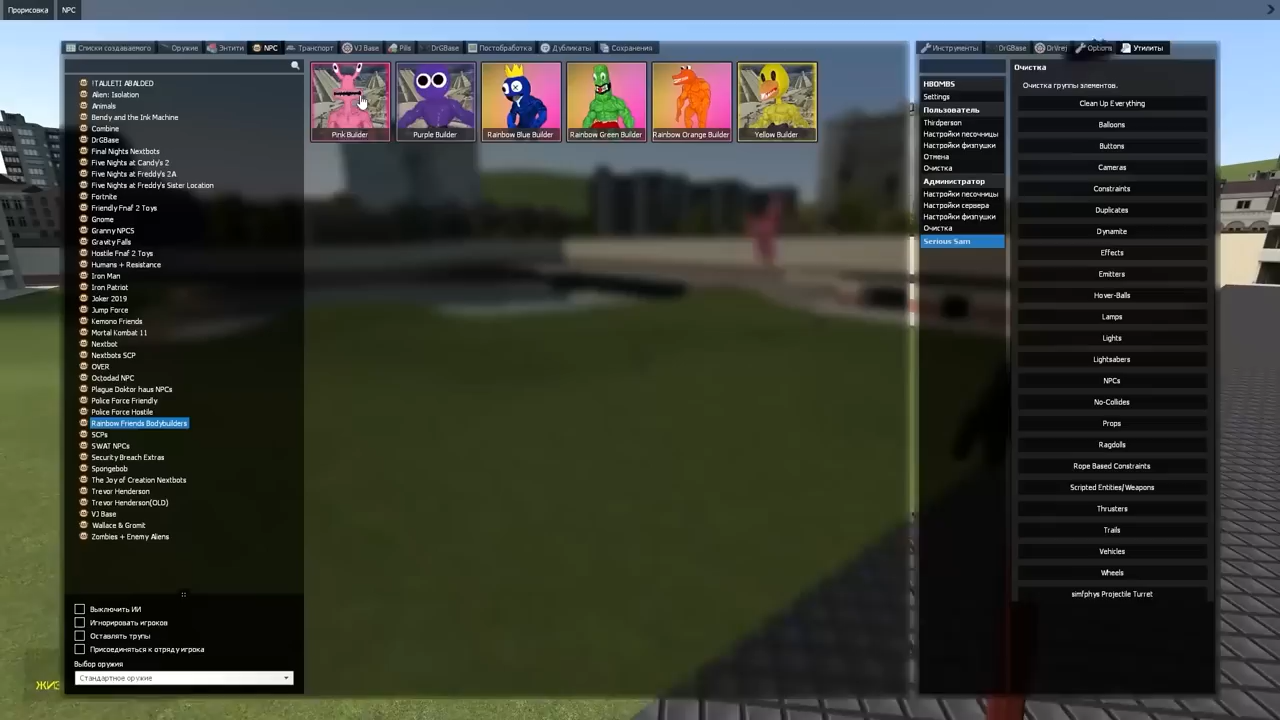 Прорисовка NPC
Списки создаваемого Оружие Энтити NPC Транспорт VJ Base Pills DrGBase Постобработка Дубликаты Сохранения
Pink Builder
Purple Builder
Rainbow Blue Builder
Rainbow Green Builder
Rainbow Orange Builder
Yellow Builder
!TAULETI ABALDED
Alien: Isolation
Animals
Bendy and the Ink Machine
Combine
DrGBase
Final Nights Nextbots
Five Nights at Candy's 2
Five Nights at Freddy's 2A
Five Nights at Freddy's Sister Location
Fortnite
Friendly Fnaf 2 Toys
Gnome
Granny NPCS
Gravity Falls
Hostile Fnaf 2 Toys
Humans + Resistance
Iron Man
Iron Patriot
Joker 2019
Jump Force
Kemono Friends
Mortal Kombat 11
Nextbot
Nextbots SCP
OVER
Octodad NPC
Plague Doktor haus NPCs
Police Force Friendly
Police Force Hostile
Rainbow Friends Bodybuilders
SCPs
SWAT NPCs
Security Breach Extras
Spongebob
The Joy of Creation Nextbots
Trevor Henderson
Trevor Henderson(OLD)
VJ Base
Wallace & Gromit
Zombies + Enemy Aliens
Выключить ИИ
Игнорировать игроков
Оставлять трупы
Присоединяться к отряду игрока
Выбор оружия
Стандартное оружие
Инструменты DrGBase Options Утилиты
HBOMBS
Settings
Пользователь
Thirdperson
Настройки песочницы
Настройки физпушки
Отмена
Очистка
Администратор
Настройки песочницы
Настройки сервера
Настройки физпушки
Очистка
Serious Sam
Очистка
Очистка группы элементов.
Clean Up Everything
Balloons
Buttons
Cameras
Constraints
Duplicates
Dynamite
Effects
Emitters
Hover-Balls
Lamps
Lights
Lightsabers
NPCs
No-Collides
Props
Ragdolls
Rope Based Constraints
Scripted Entities/Weapons
Thrusters
Trails
Vehicles
Wheels
simfphys Projectile Turret